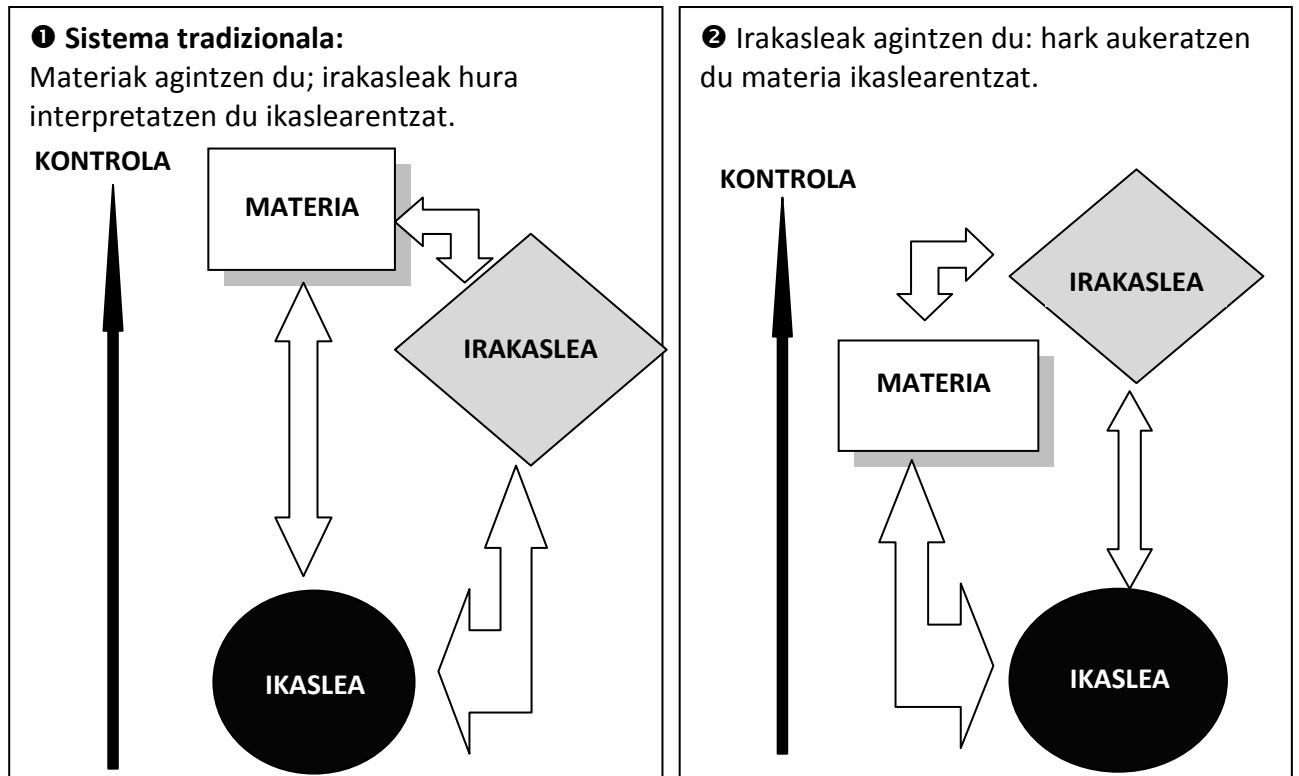 ❶ Sistema tradizionala:
Materiak agintzen du; irakasleak hura
interpretatzen du ikaslearentzat.
KONTROLA
MATERIA
IRAKASLEA
IKASLEA
❷ Irakasleak agintzen du: hark aukeratzen
du materia ikaslearentzat.
KONTROLA
IRAKASLEA
MATERIA
IKASLEA